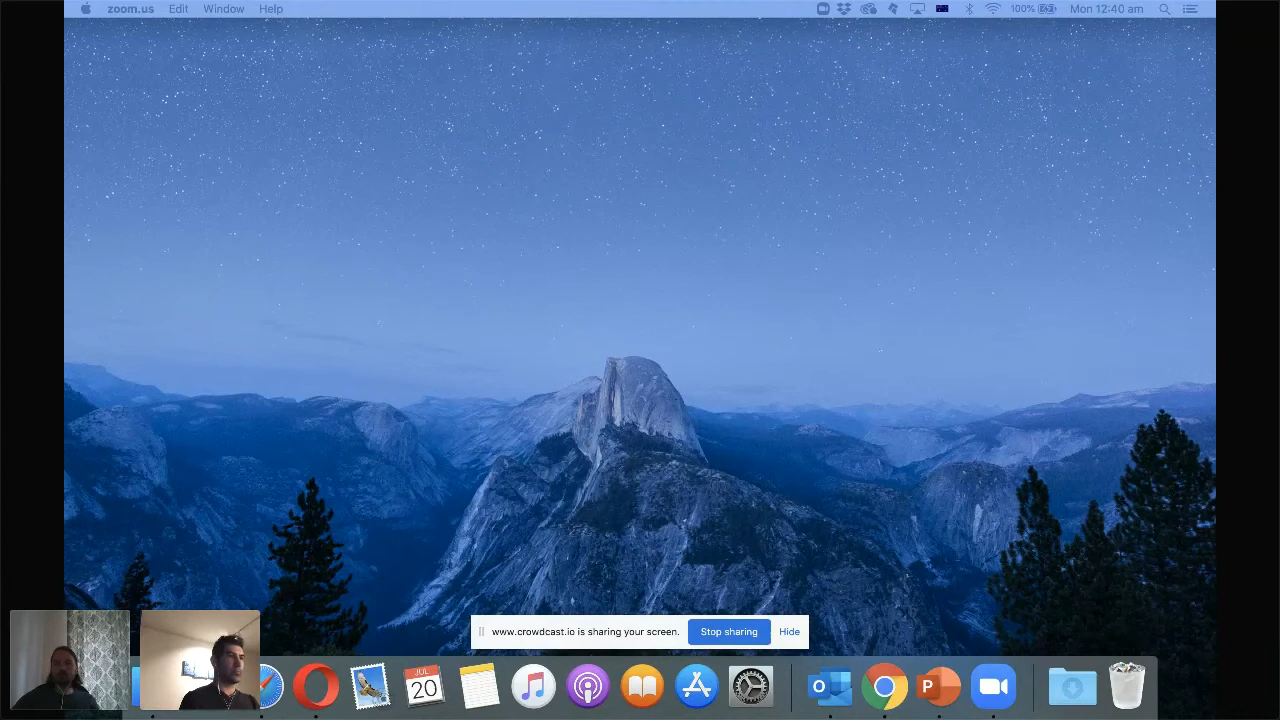 zoom.us Edit Window Help 100% Mon 12:40 am
www.crowdcast.io is sharing your screen. Stop sharing Hide
JUL
20